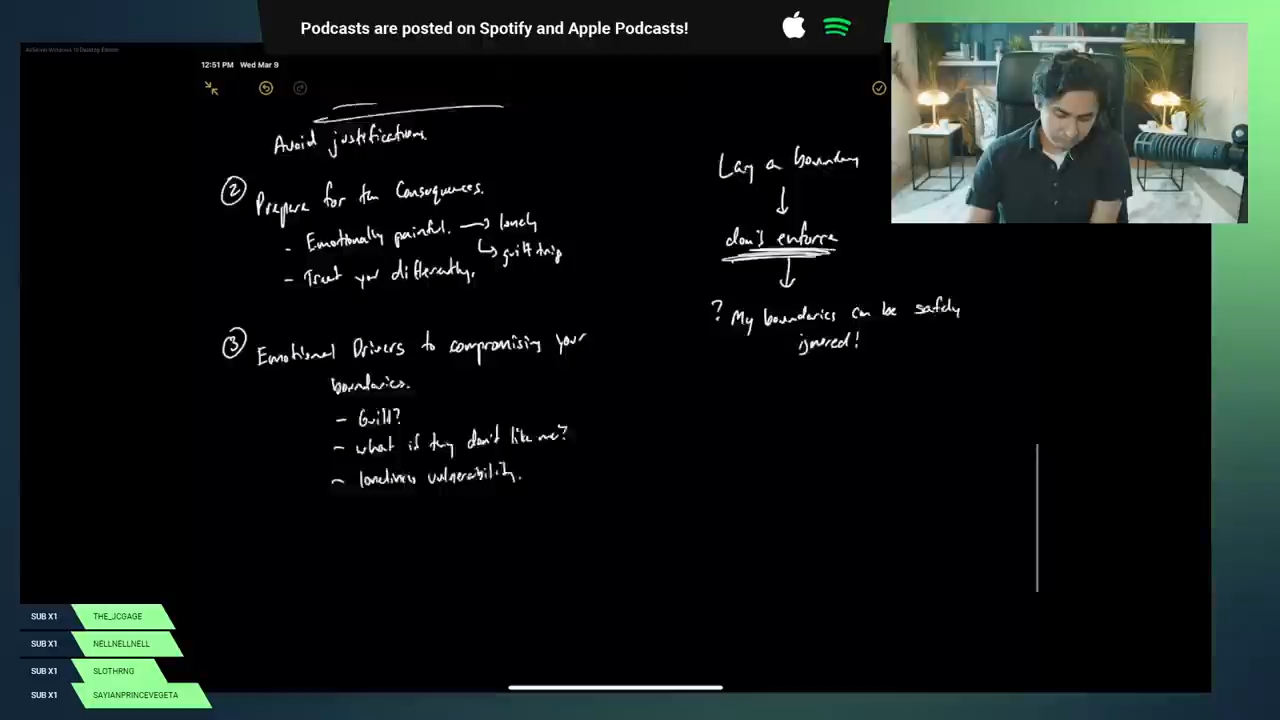 Podcasts are posted on Spotify and Apple Podcasts!
12:51 PM Wed Mar 9
Avoid justifications.
② Prepare for the Consequences.
- Emotionally painful. → lonely
↳ guilt trip
- Treat you differently.
③ Emotional Drivers to compromising your
boundaries.
- Guilt?
- what if they don't like me?
- loneliness vulnerability.
Lay a boundary
↓
don't enforce
↓
? My boundaries can be safely
ignored!
SUB X1 THE_JCGAGE
SUB X1 NELLNELLNELL
SUB X1 SLOTHRNG
SUB X1 SAYIANPRINCEVEGETA